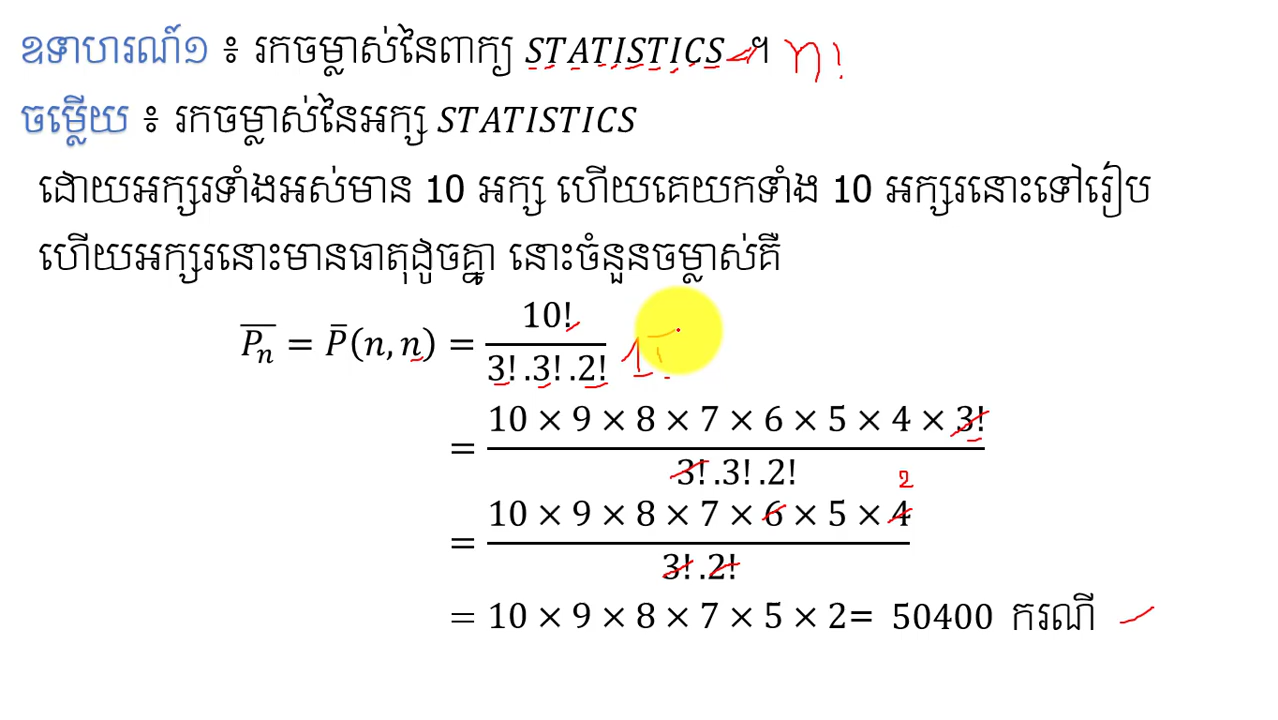 ឧទាហរណ៍១ ៖ រកចម្លាស់នៃពាក្យ STATISTICS ។ n!
ចម្លើយ ៖ រកចម្លាស់នៃអក្ស STATISTICS
ដោយអក្សរទាំងអស់មាន 10 អក្ស ហើយគេយកទាំង 10 អក្សរនោះទៅរៀប
ហើយអក្សរនោះមានធាតុដូចគ្នា នោះចំនួនចម្លាស់គឺ
P̅ₙ = P̅(n, n) = 10! / 3! .3! .2!
= 10 × 9 × 8 × 7 × 6 × 5 × 4 × 3! / 3! .3! .2!
2
= 10 × 9 × 8 × 7 × 6 × 5 × 4 / 3! .2!
= 10 × 9 × 8 × 7 × 5 × 2= 50400 ករណី